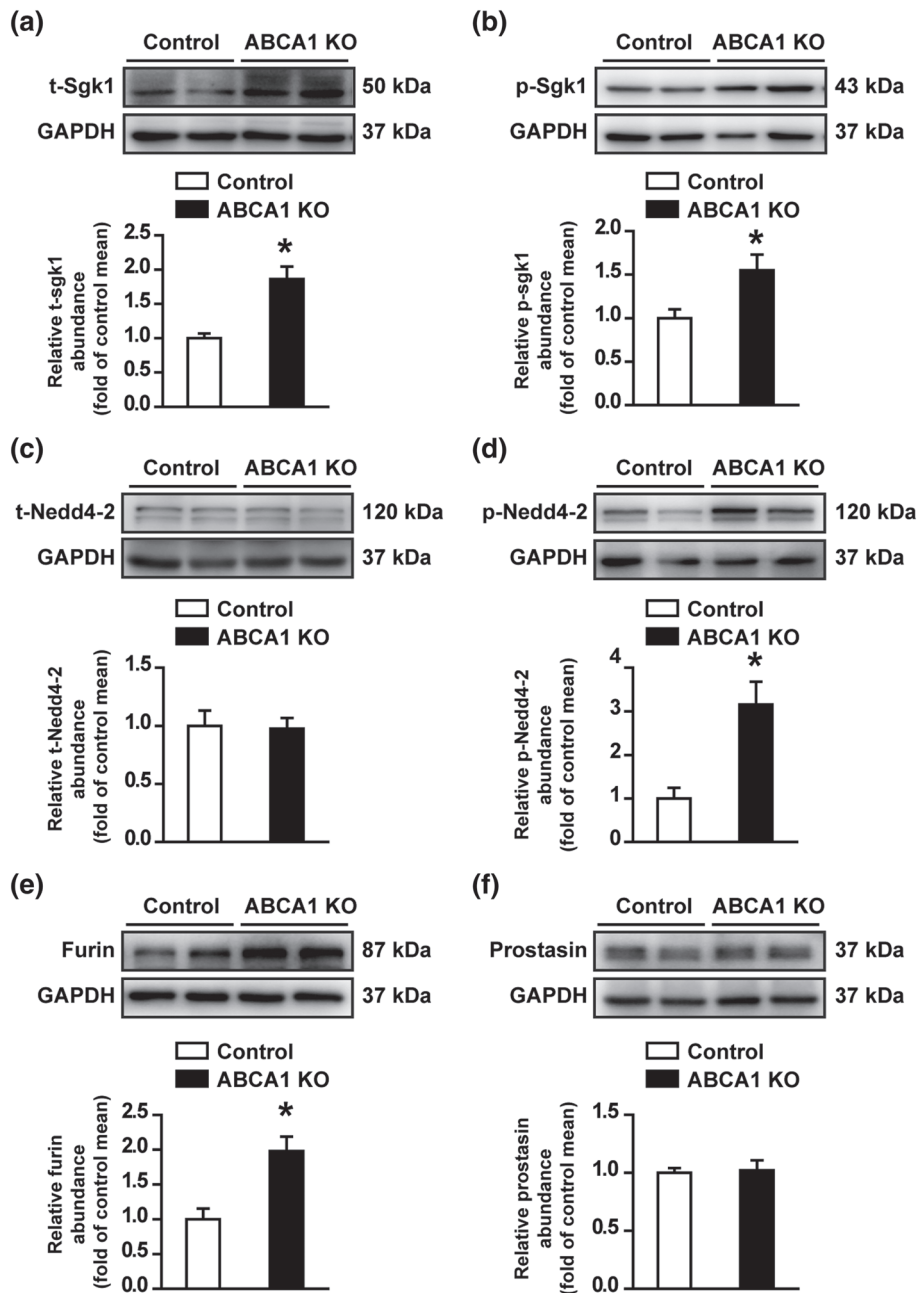 (a)
Control ABCA1 KO
t-Sgk1 50 kDa
GAPDH 37 kDa
Control
ABCA1 KO
Relative t-sgk1
abundance
(fold of control mean)
2.5
2.0
1.5
1.0
0.5
0.0
*
(b)
Control ABCA1 KO
p-Sgk1 43 kDa
GAPDH 37 kDa
Control
ABCA1 KO
Relative p-sgk1
abundance
(fold of control mean)
2.0
1.5
1.0
0.5
0.0
*
(c)
Control ABCA1 KO
t-Nedd4-2 120 kDa
GAPDH 37 kDa
Control
ABCA1 KO
Relative t-Nedd4-2
abundance
(fold of control mean)
1.5
1.0
0.5
0.0
(d)
Control ABCA1 KO
p-Nedd4-2 120 kDa
GAPDH 37 kDa
Control
ABCA1 KO
Relative p-Nedd4-2
abundance
(fold of control mean)
4
3
2
1
0
*
(e)
Control ABCA1 KO
Furin 87 kDa
GAPDH 37 kDa
Control
ABCA1 KO
Relative furin
abundance
(fold of control mean)
2.5
2.0
1.5
1.0
0.5
0.0
*
(f)
Control ABCA1 KO
Prostasin 37 kDa
GAPDH 37 kDa
Control
ABCA1 KO
Relative prostasin
abundance
(fold of control mean)
1.5
1.0
0.5
0.0